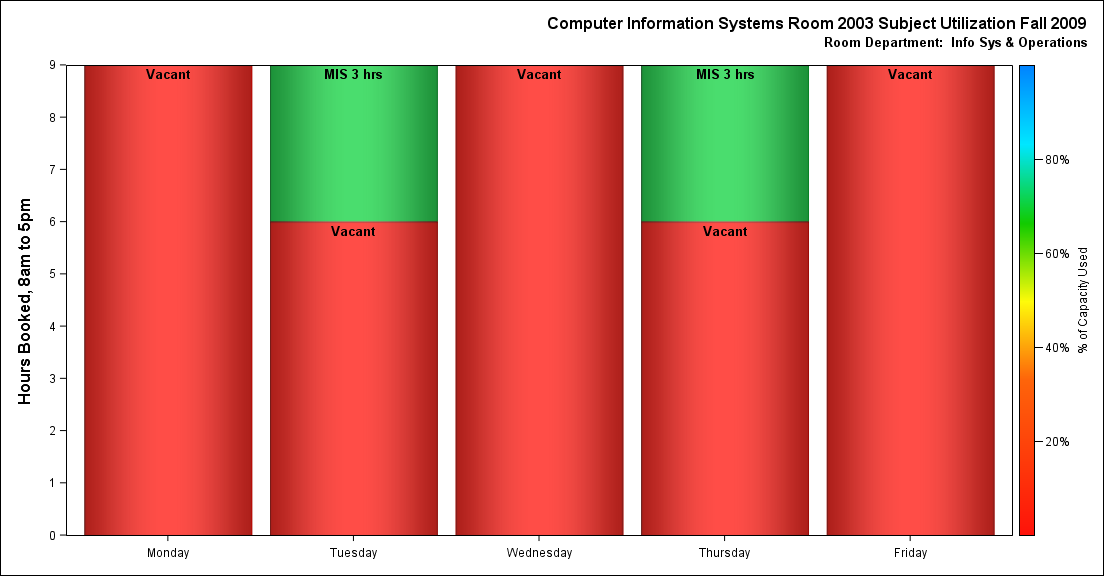 Computer Information Systems Room 2003 Subject Utilization Fall 2009
Room Department:  Info Sys & Operations
Hours Booked, 8am to 5pm
9
8
7
6
5
4
3
2
1
0
Vacant
MIS 3 hrs
Vacant
MIS 3 hrs
Vacant
Vacant
Vacant
Monday
Tuesday
Wednesday
Thursday
Friday
80%
60%
40%
20%
% of Capacity Used